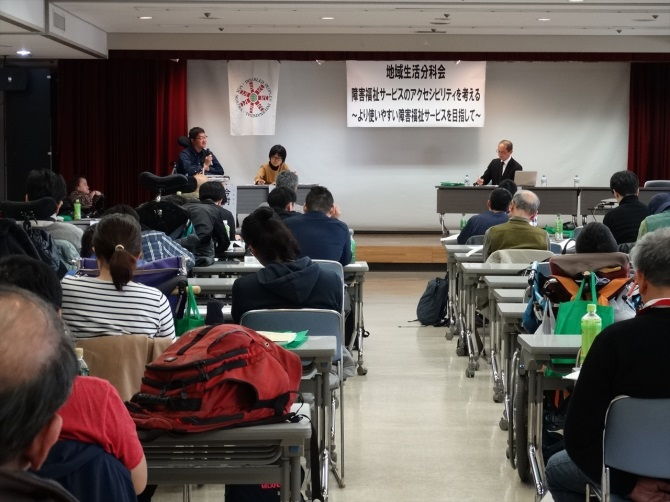 地域生活分科会
障害福祉サービスのアクセシビリティを考える
～より使いやすい障害福祉サービスを目指して～